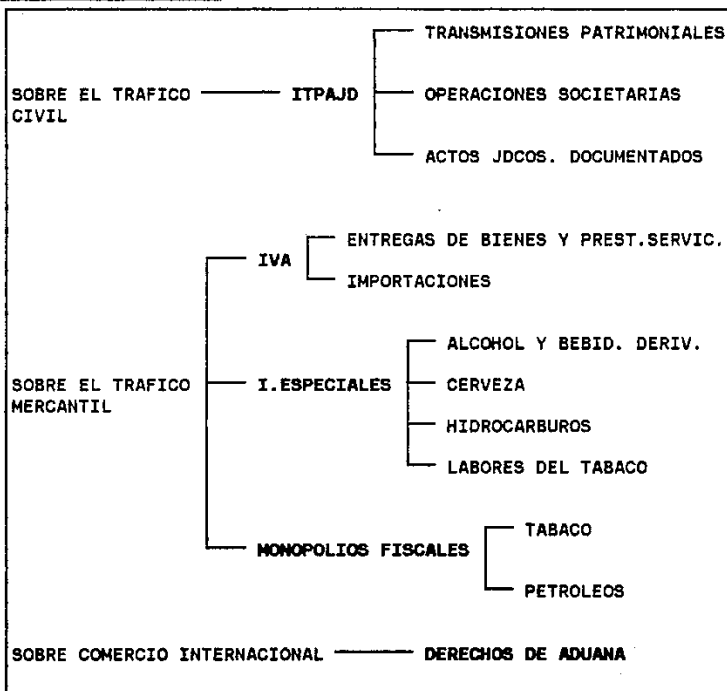 TRANSMISIONES PATRIMONIALES
SOBRE EL TRAFICO CIVIL
ITPAJD
OPERACIONES SOCIETARIAS
ACTOS JDCOS. DOCUMENTADOS
ENTREGAS DE BIENES Y PREST.SERVIC.
IVA
IMPORTACIONES
ALCOHOL Y BEBID. DERIV.
SOBRE EL TRAFICO
MERCANTIL
I.ESPECIALES
CERVEZA
HIDROCARBUROS
LABORES DEL TABACO
TABACO
MONOPOLIOS FISCALES
PETROLEOS
SOBRE COMERCIO INTERNACIONAL
DERECHOS DE ADUANA